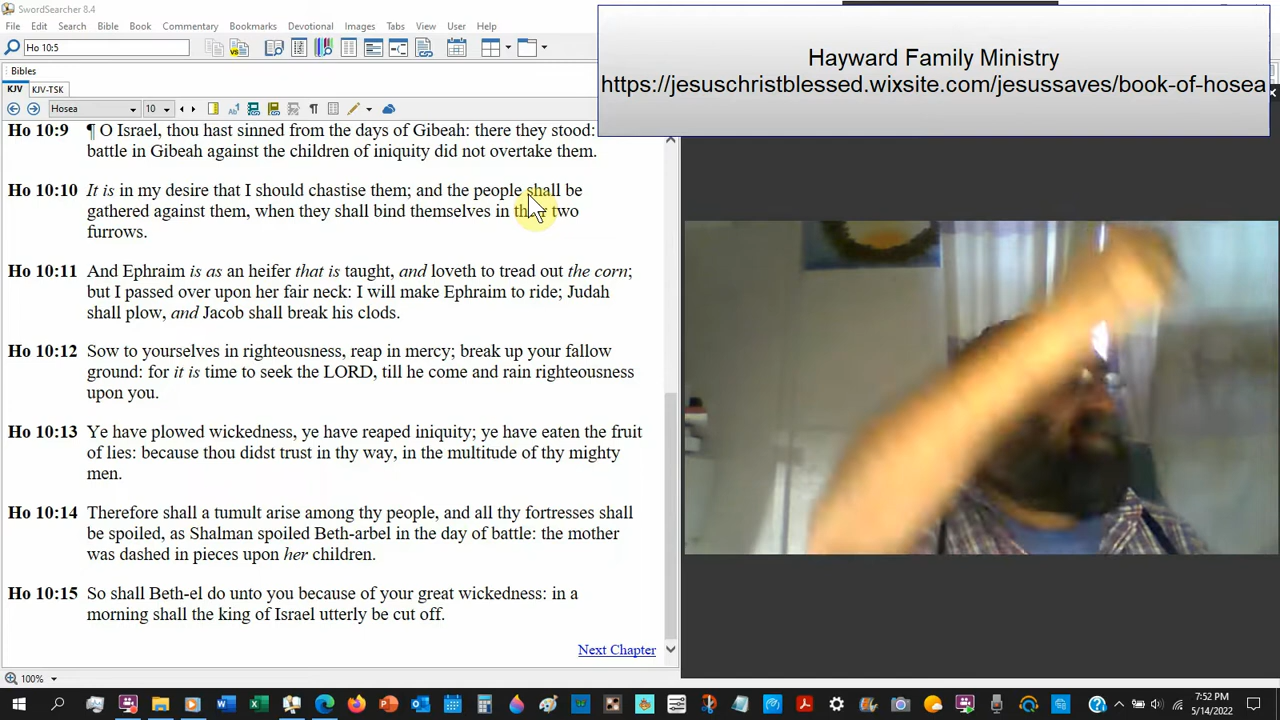 SwordSearcher 8.4
File Edit Search Bible Book Commentary Bookmarks Devotional Images Tabs View User Help
Ho 10:5
Bibles
KJV KJV-TSK
Hosea 10
Hayward Family Ministry
https://jesuschristblessed.wixsite.com/jesussaves/book-of-hosea
Ho 10:9 ¶ O Israel, thou hast sinned from the days of Gibeah: there they stood:
battle in Gibeah against the children of iniquity did not overtake them.
Ho 10:10 It is in my desire that I should chastise them; and the people shall be
gathered against them, when they shall bind themselves in their two
furrows.
Ho 10:11 And Ephraim is as an heifer that is taught, and loveth to tread out the corn;
but I passed over upon her fair neck: I will make Ephraim to ride; Judah
shall plow, and Jacob shall break his clods.
Ho 10:12 Sow to yourselves in righteousness, reap in mercy; break up your fallow
ground: for it is time to seek the LORD, till he come and rain righteousness
upon you.
Ho 10:13 Ye have plowed wickedness, ye have reaped iniquity; ye have eaten the fruit
of lies: because thou didst trust in thy way, in the multitude of thy mighty
men.
Ho 10:14 Therefore shall a tumult arise among thy people, and all thy fortresses shall
be spoiled, as Shalman spoiled Beth-arbel in the day of battle: the mother
was dashed in pieces upon her children.
Ho 10:15 So shall Beth-el do unto you because of your great wickedness: in a
morning shall the king of Israel utterly be cut off.
Next Chapter
100%
7:52 PM
5/14/2022